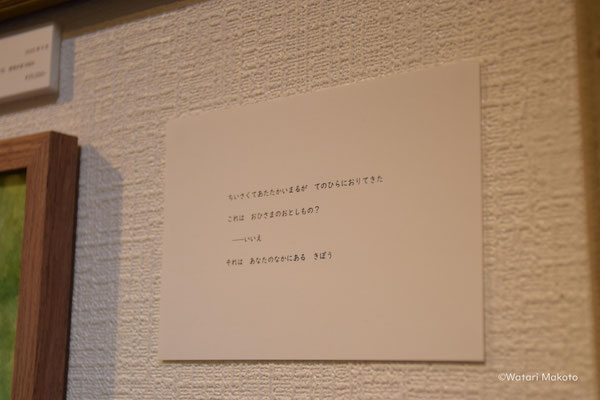 ちいさくてあたたかいまるが　てのひらにおりてきた
これは　おひさまのおとしもの？
──いいえ
それは　あなたのなかにある　きぼう
©Watari Makoto